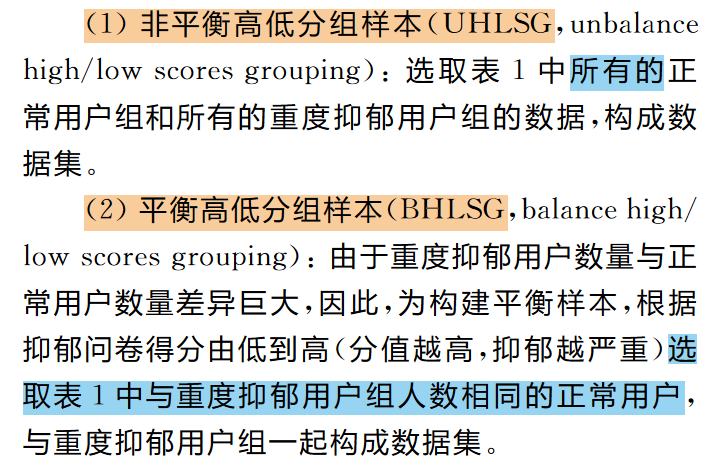 (1) 非平衡高低分组样本(UHLSG,unbalance
high/low scores grouping):选取表 1 中所有的正
常用户组和所有的重度抑郁用户组的数据,构成数
据集。
(2) 平衡高低分组样本(BHLSG,balance high/
low scores grouping):由于重度抑郁用户数量与正
常用户数量差异巨大,因此,为构建平衡样本,根据
抑郁问卷得分由低到高(分值越高,抑郁越严重)选
取表 1 中与重度抑郁用户组人数相同的正常用户,
与重度抑郁用户组一起构成数据集。